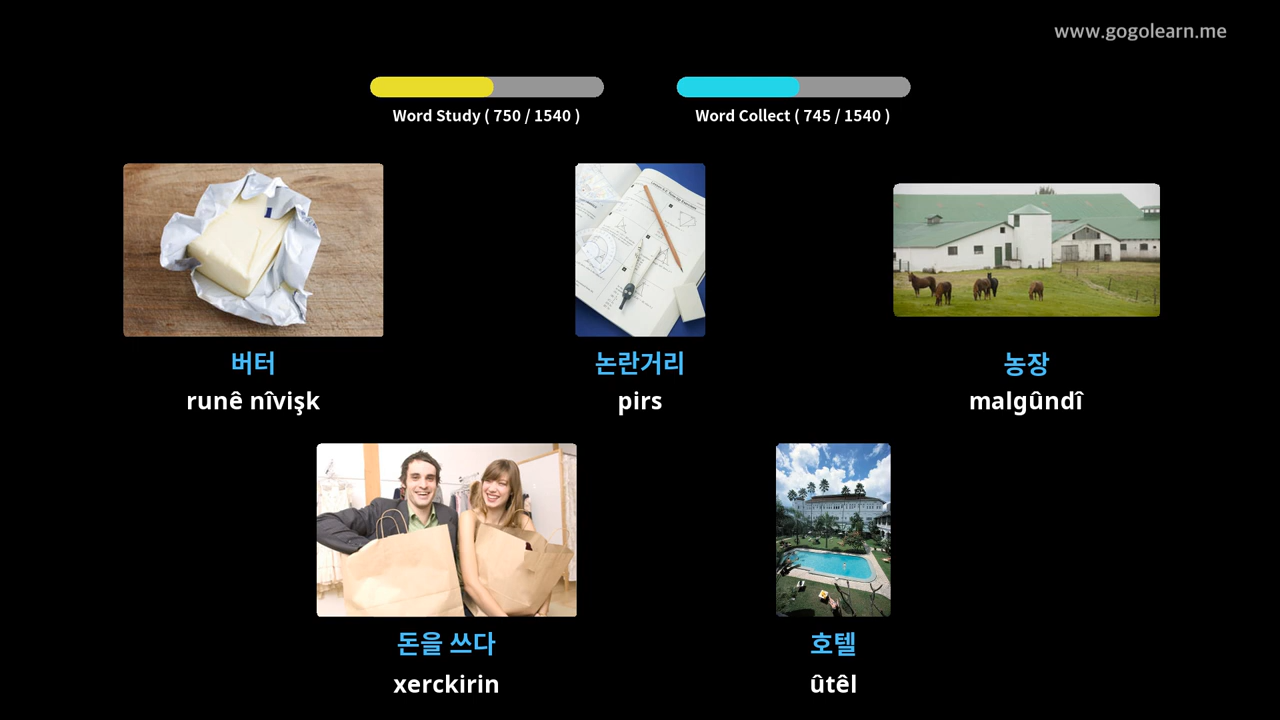 www.gogolearn.me
Word Study ( 750 / 1540 )
Word Collect ( 745 / 1540 )
버터
runê nîvişk
논란거리
pirs
농장
malgûndî
돈을 쓰다
xerckirin
호텔
ûtêl